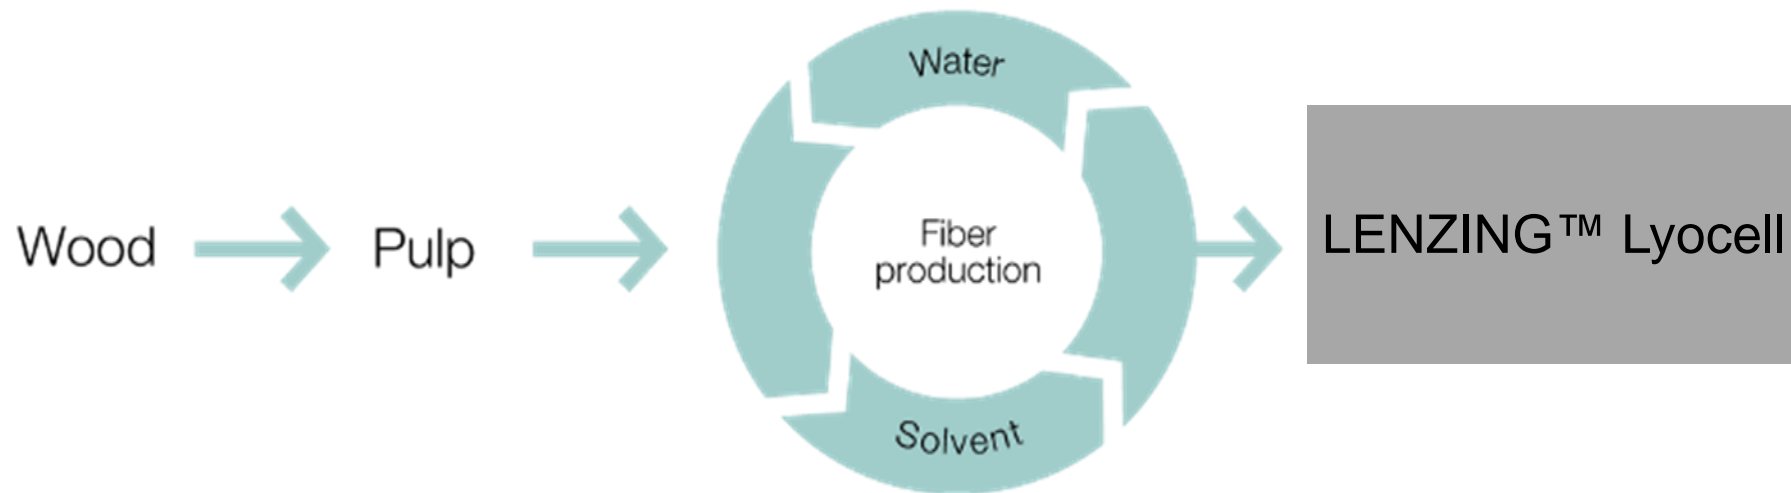 Wood
Pulp
Water
Fiber
production
Solvent
LENZING™ Lyocell